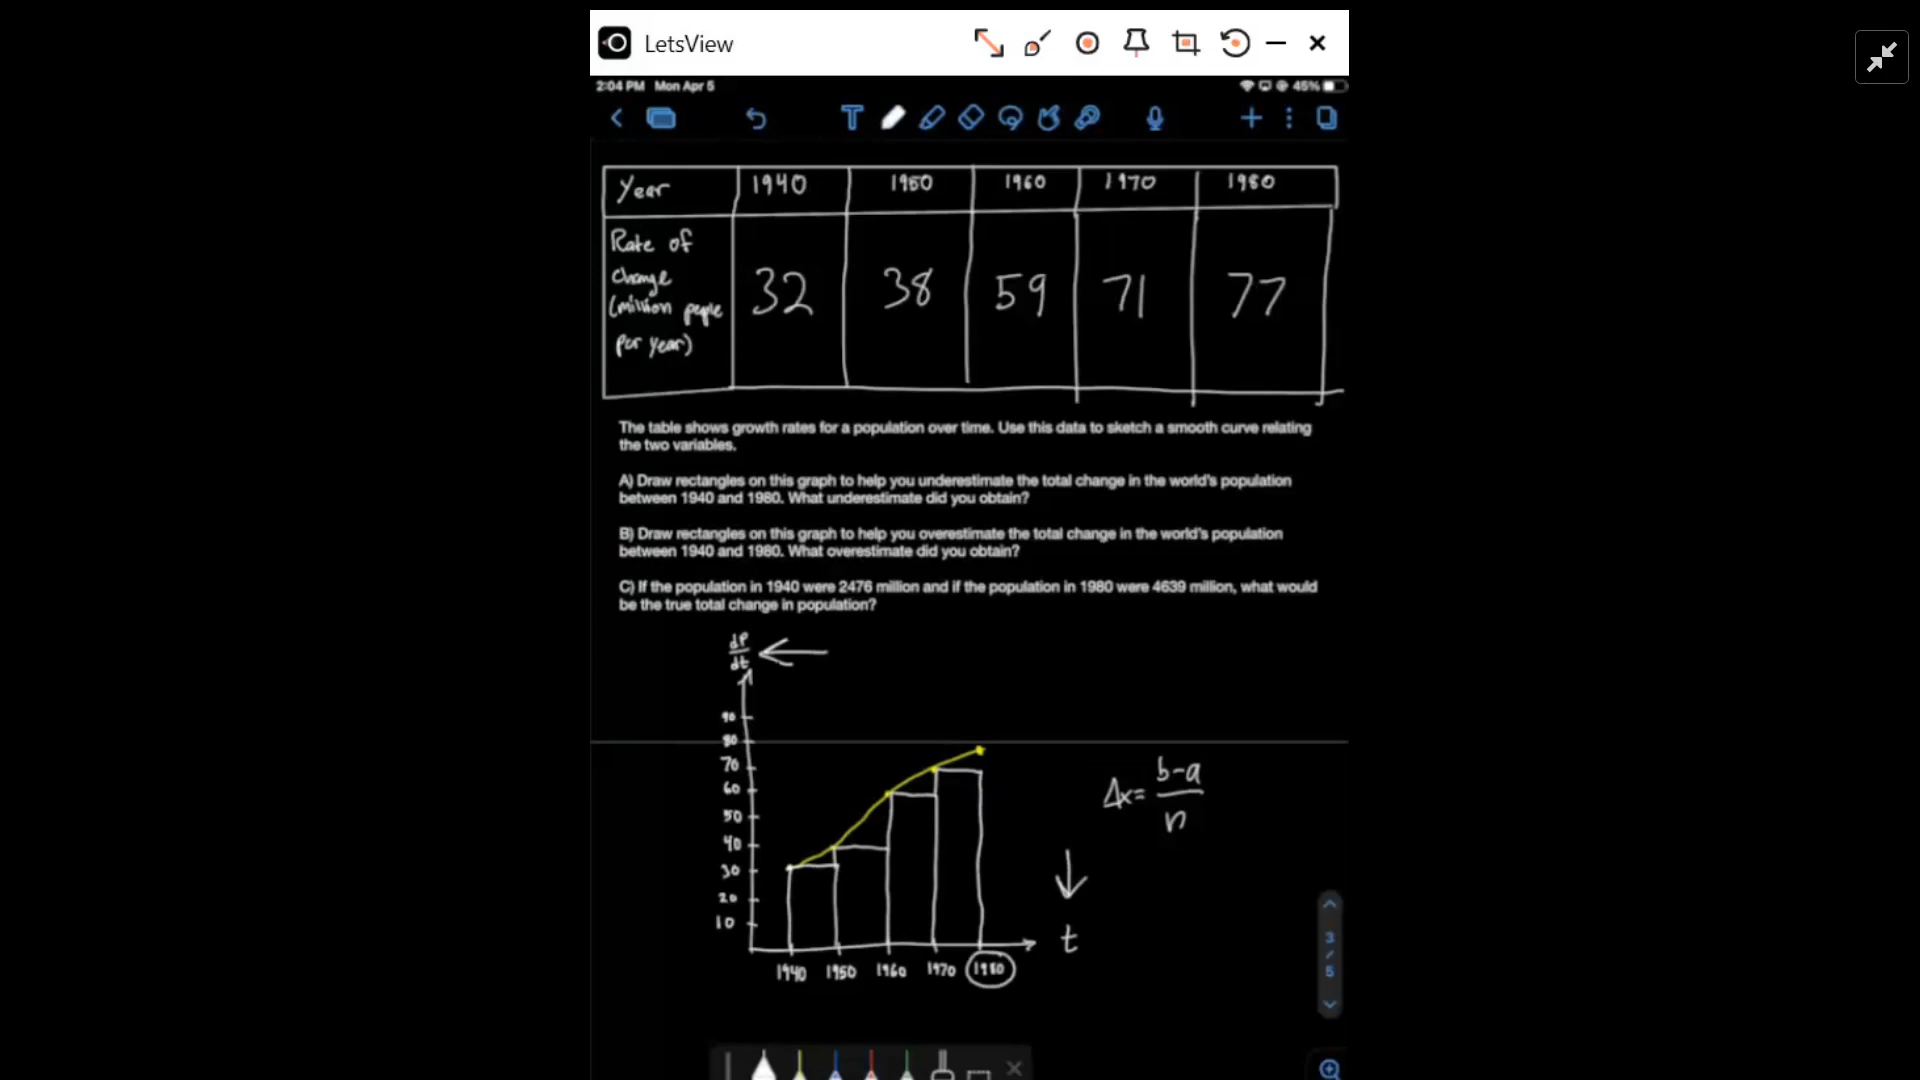 LetsView
2:04 PM Mon Apr 5
45%
Year 1940 1950 1960 1970 1980
Rate of
change
(million people
per year)
32 38 59 71 77
The table shows growth rates for a population over time. Use this data to sketch a smooth curve relating
the two variables.
A) Draw rectangles on this graph to help you underestimate the total change in the world's population
between 1940 and 1980. What underestimate did you obtain?
B) Draw rectangles on this graph to help you overestimate the total change in the world's population
between 1940 and 1980. What overestimate did you obtain?
C) If the population in 1940 were 2476 million and if the population in 1980 were 4639 million, what would
be the true total change in population?
dP
dt
90
80
70
60
50
40
30
20
10
1940 1950 1960 1970 1980
t
Δx= b-a
n
3
/
5